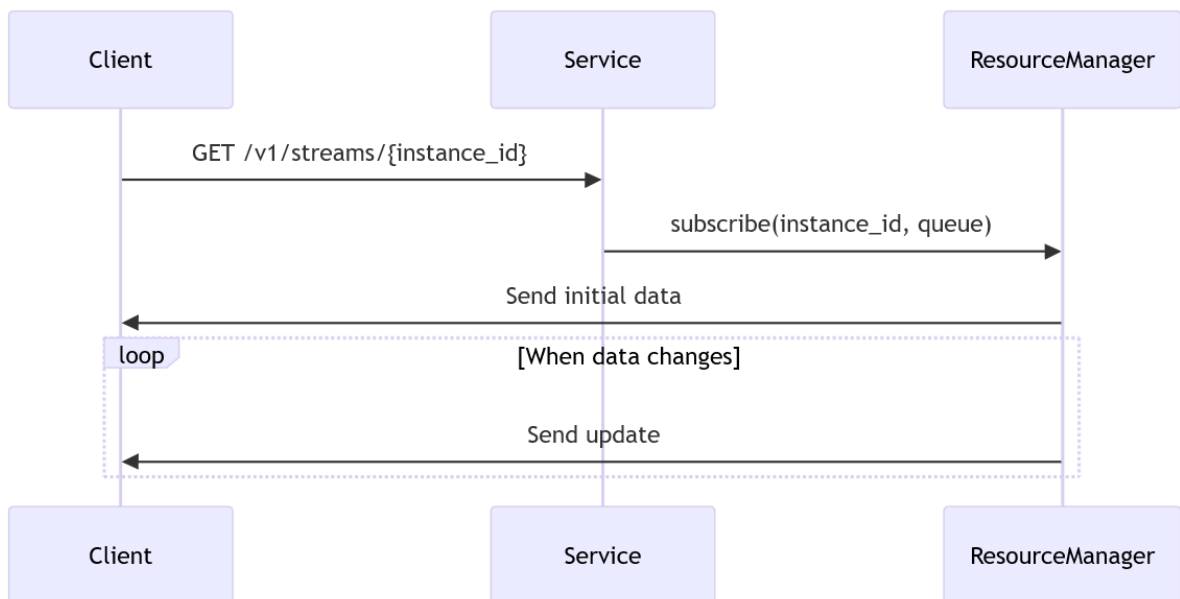 Client
Service
ResourceManager
GET /v1/streams/{instance_id}
subscribe(instance_id, queue)
Send initial data
loop
[When data changes]
Send update
Client
Service
ResourceManager